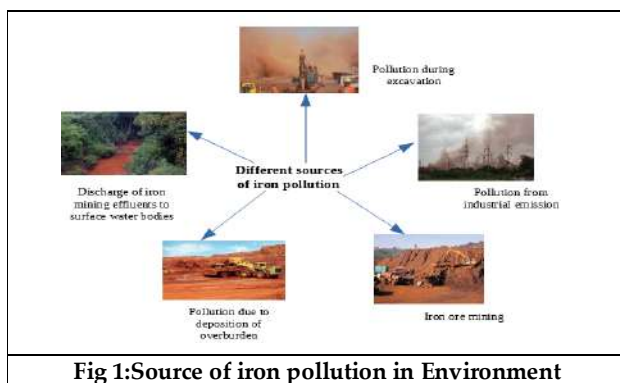 Pollution during
excavation
Different sources
of iron pollution
Discharge of iron
mining effluents to
surface water bodies
Pollution from
industrial emission
Pollution due to
deposition of
overburden
Iron ore mining
Fig 1:Source of iron pollution in Environment